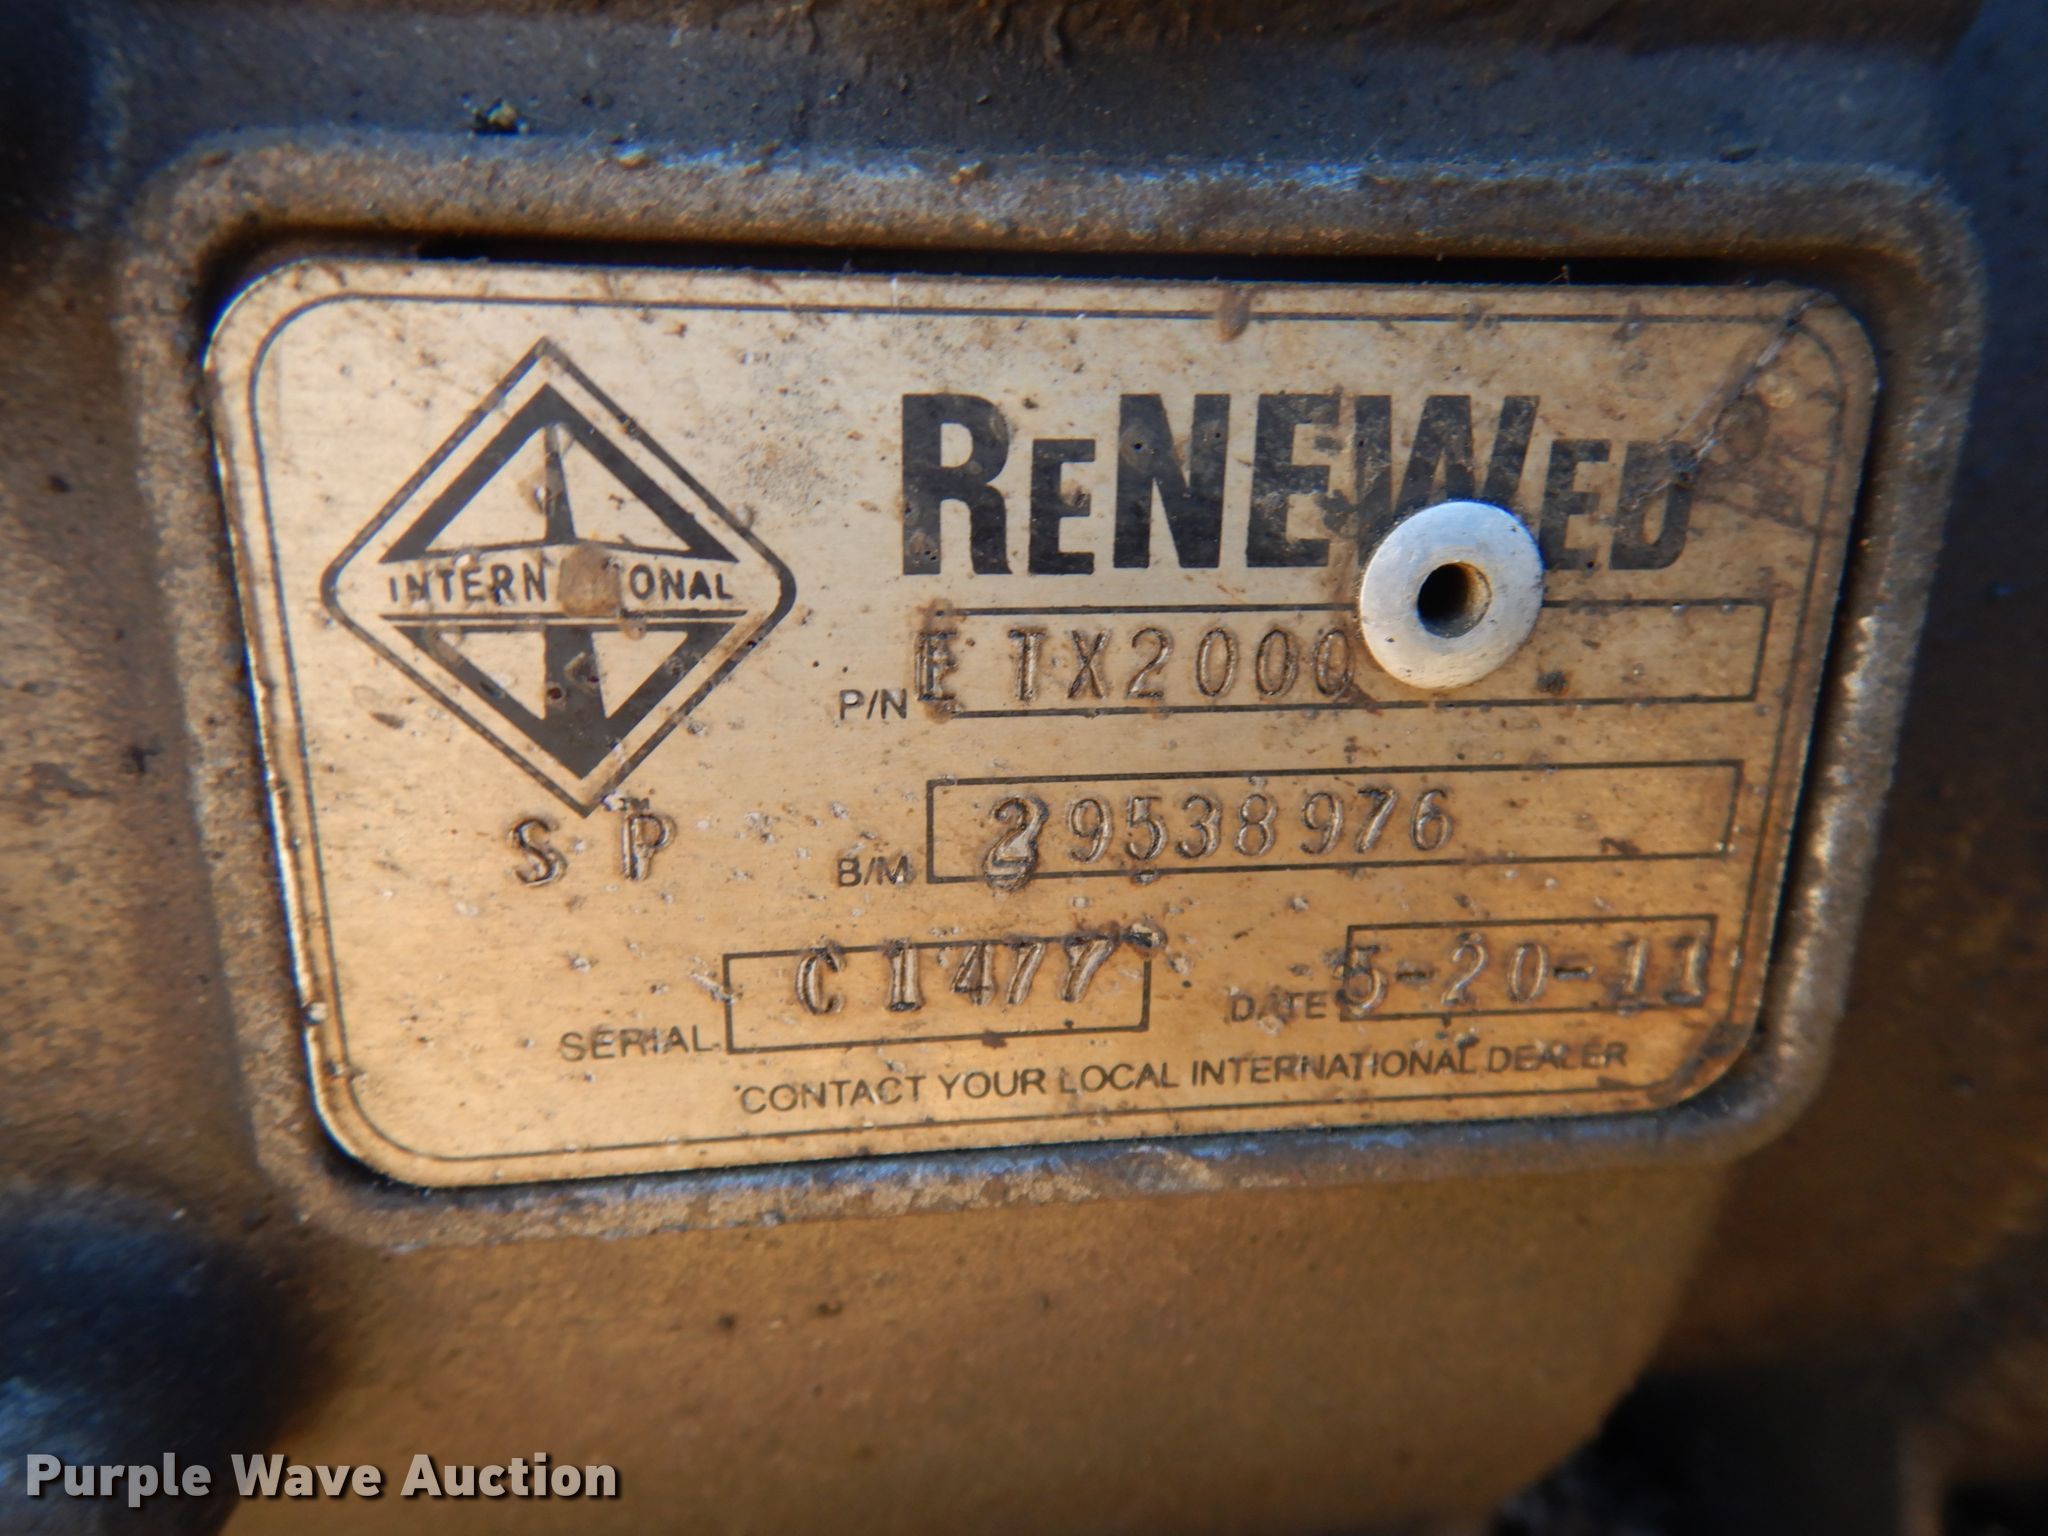 ReNEWed
INTERNATIONAL
P/N ETX2000
SP
B/M 29538976
SERIAL C1477 DATE 5-20-11
CONTACT YOUR LOCAL INTERNATIONAL DEALER
Purple Wave Auction